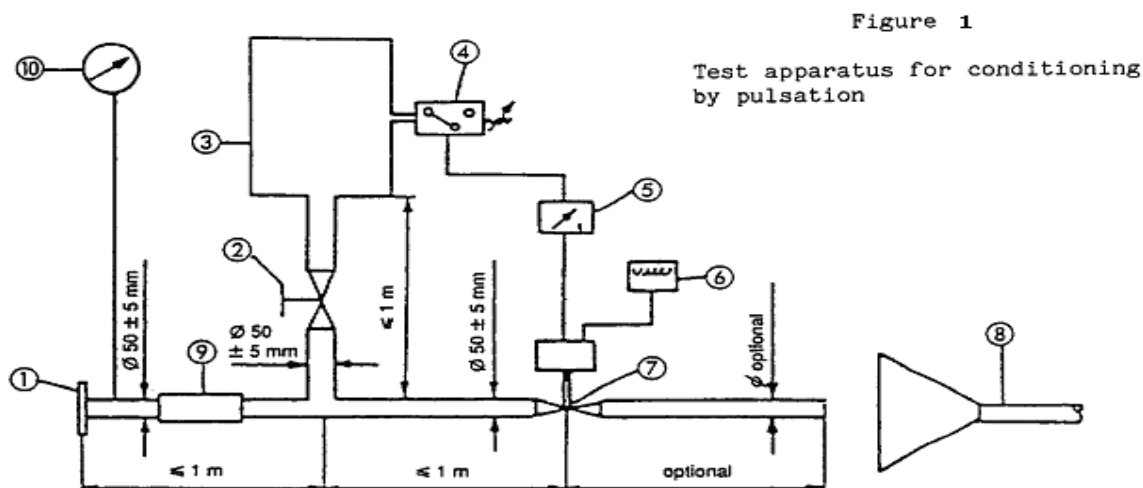 Figure 1
Test apparatus for conditioning
by pulsation
10
4
3
5
2
6
Ø 50 ± 5 mm
Ø 50
± 5 mm
≤ 1 m
Ø 50 ± 5 mm
Ø optional
1
9
7
8
≤ 1 m
≤ 1 m
optional